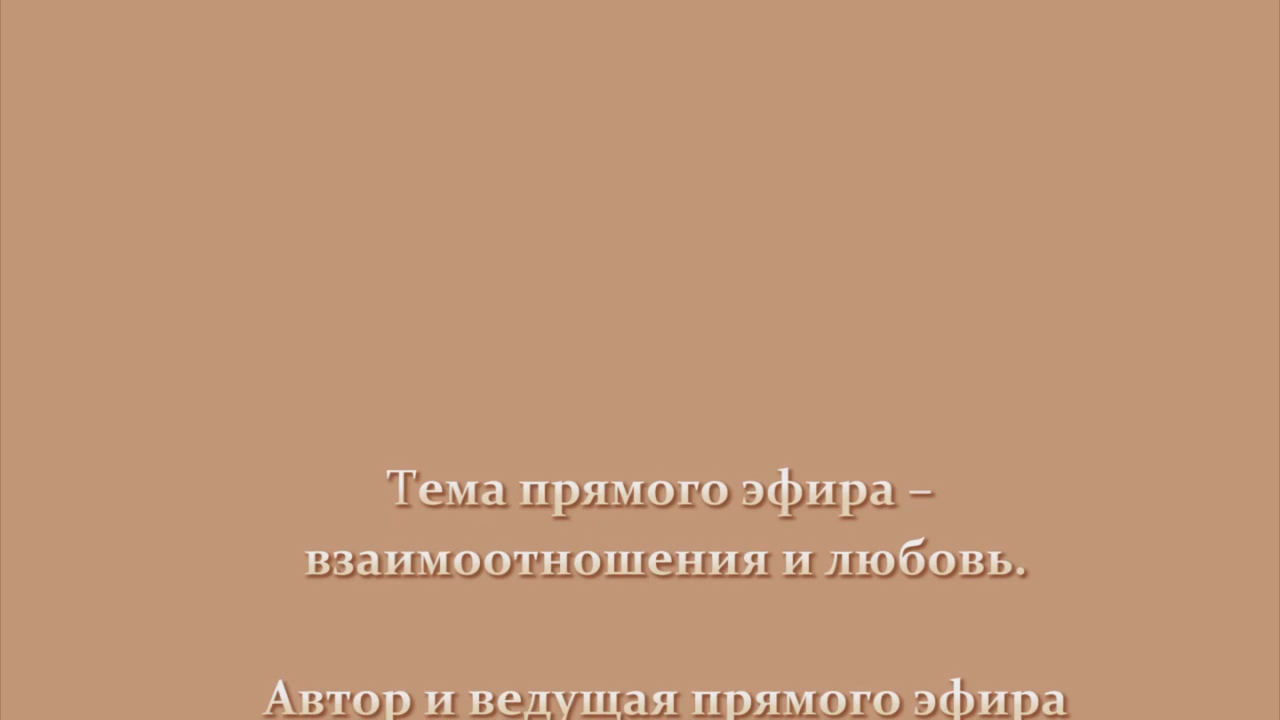 Тема прямого эфира –
взаимоотношения и любовь.
Автор и ведущая прямого эфира